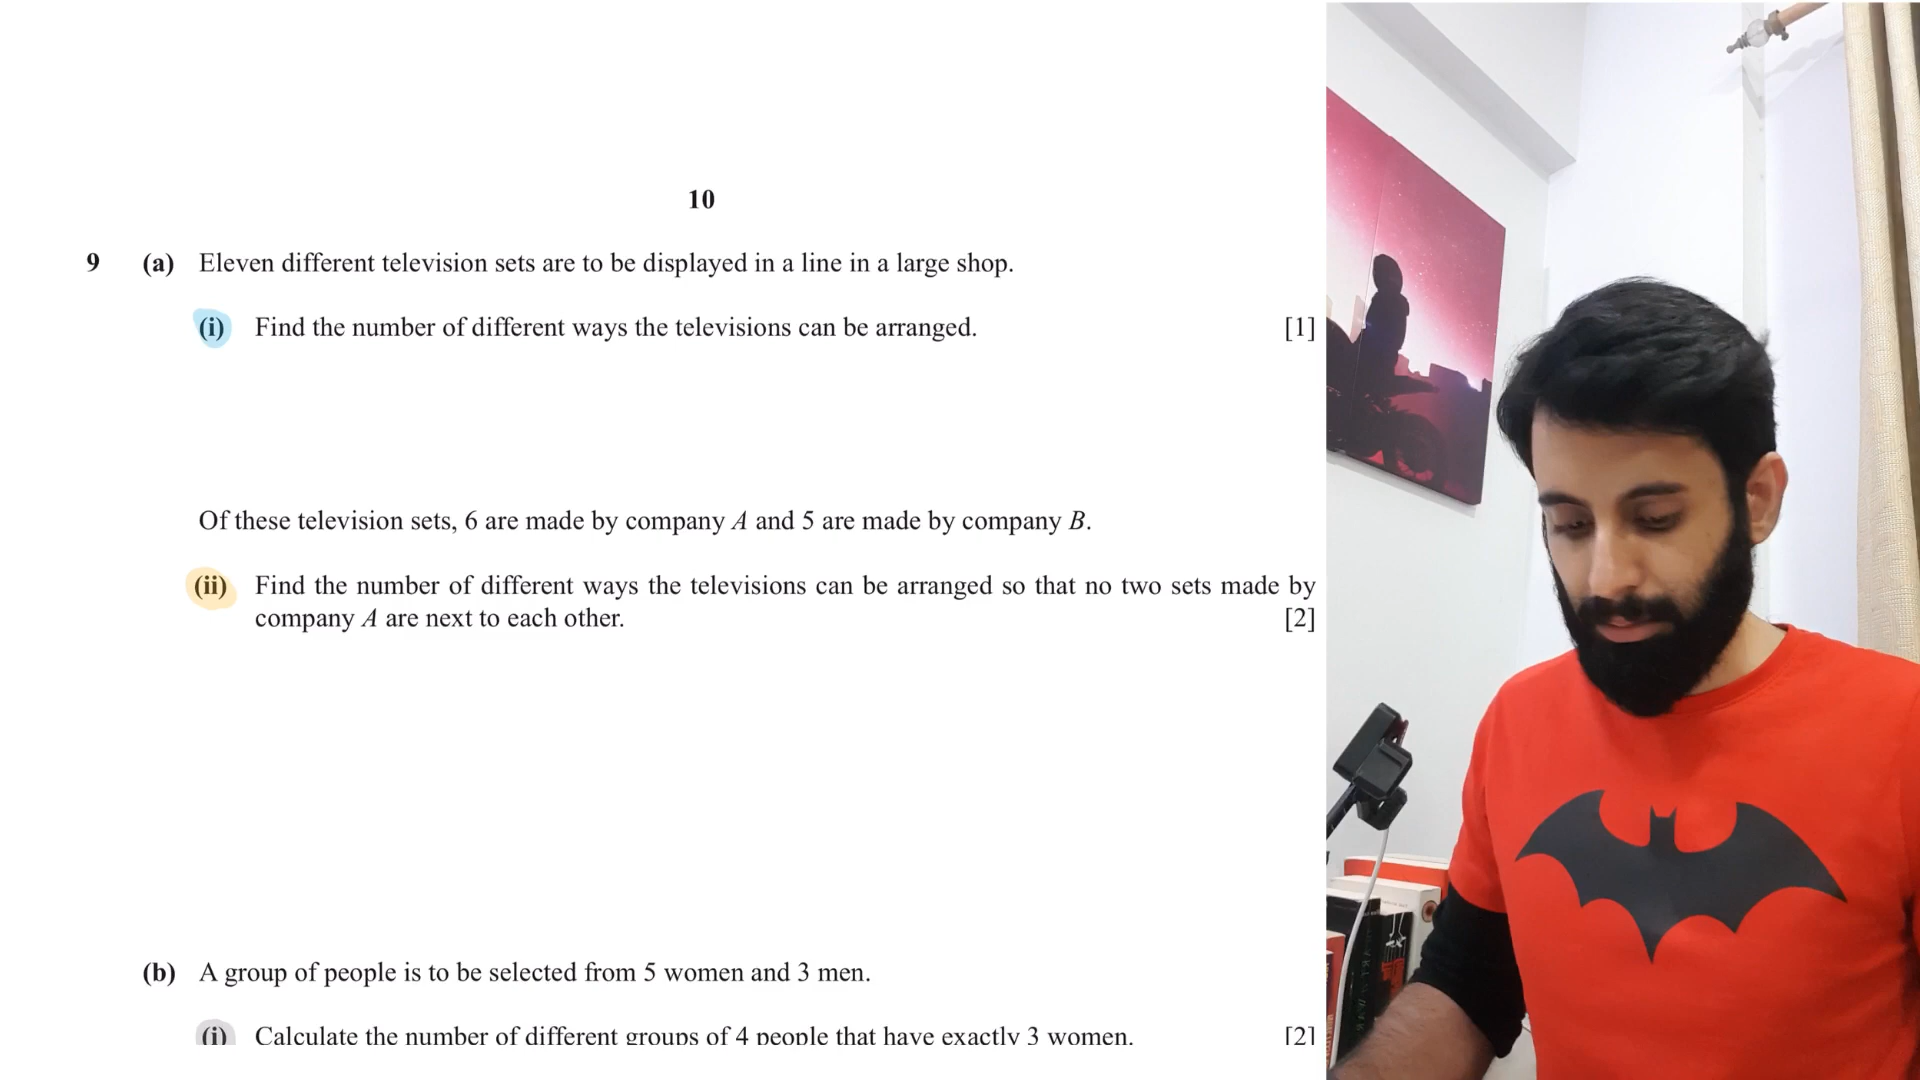 10
9 (a) Eleven different television sets are to be displayed in a line in a large shop.
(i) Find the number of different ways the televisions can be arranged. [1]
Of these television sets, 6 are made by company A and 5 are made by company B.
(ii) Find the number of different ways the televisions can be arranged so that no two sets made by
company A are next to each other. [2]
(b) A group of people is to be selected from 5 women and 3 men.
(i) Calculate the number of different groups of 4 people that have exactly 3 women. [2]